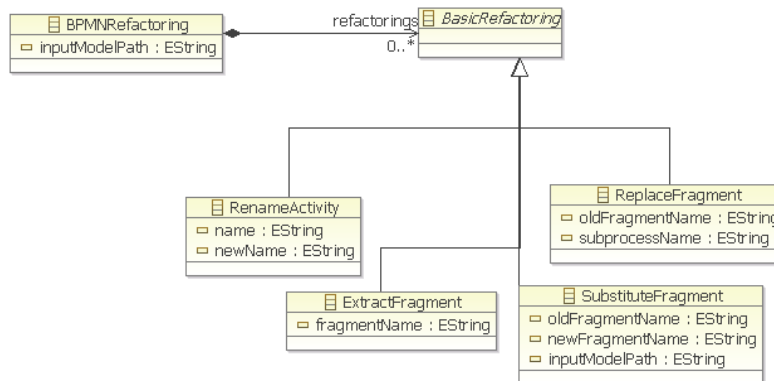 BPMNRefactoring
inputModelPath : EString
refactorings
0..*
BasicRefactoring
RenameActivity
name : EString
newName : EString
ReplaceFragment
oldFragmentName : EString
subprocessName : EString
ExtractFragment
fragmentName : EString
SubstituteFragment
oldFragmentName : EString
newFragmentName : EString
inputModelPath : EString